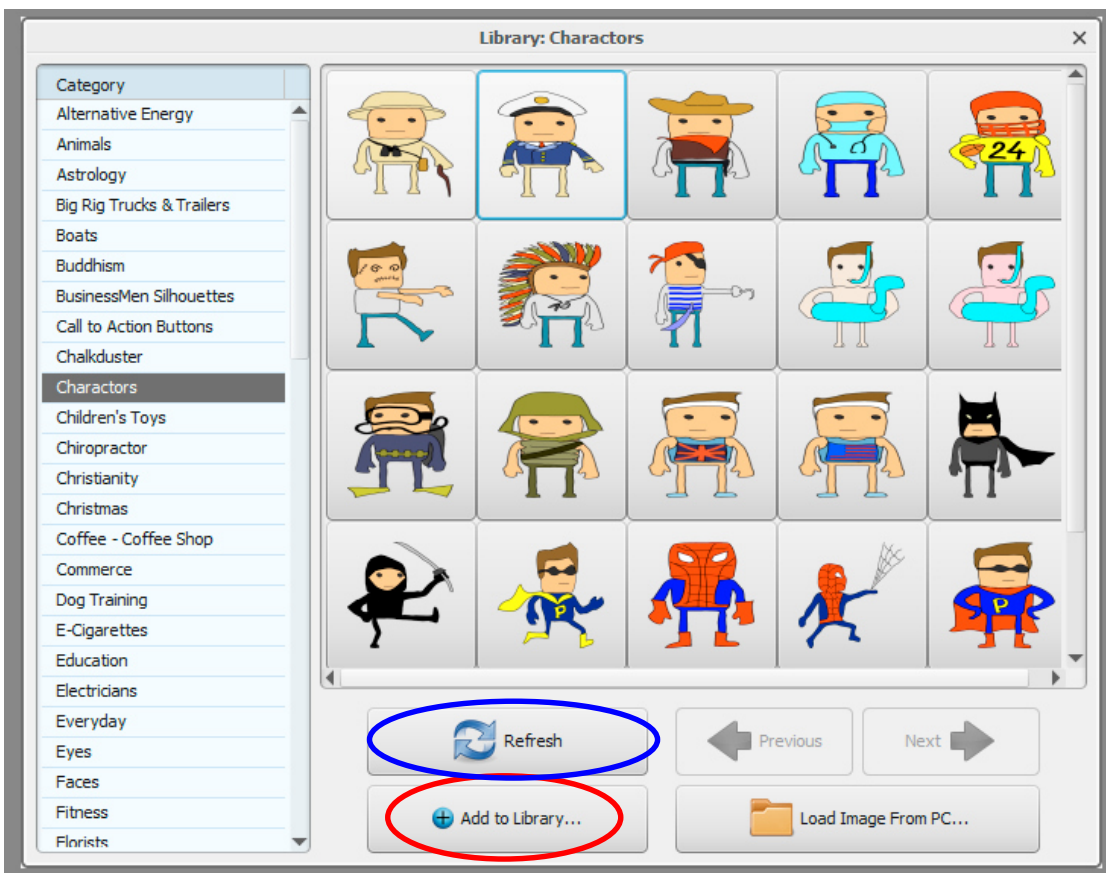 Library: Charactors
Category
Alternative Energy
Animals
Astrology
Big Rig Trucks & Trailers
Boats
Buddhism
BusinessMen Silhouettes
Call to Action Buttons
Chalkduster
Charactors
Children's Toys
Chiropractor
Christianity
Christmas
Coffee - Coffee Shop
Commerce
Dog Training
E-Cigarettes
Education
Electricians
Everyday
Eyes
Faces
Fitness
Florists
24
P
P
Refresh
Previous
Next
Add to Library...
Load Image From PC...